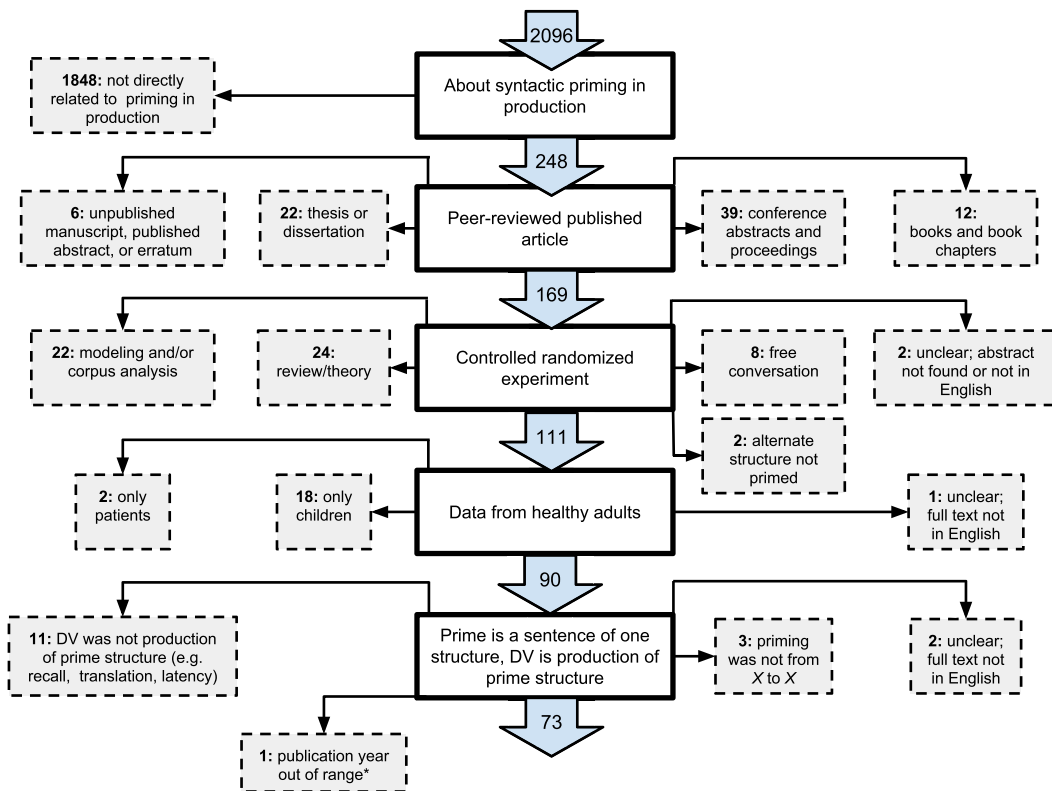 2096
About syntactic priming in
production
1848: not directly
related to priming in
production
248
Peer-reviewed published
article
6: unpublished
manuscript, published
abstract, or erratum
22: thesis or
dissertation
39: conference
abstracts and
proceedings
12:
books and book
chapters
169
Controlled randomized
experiment
22: modeling and/or
corpus analysis
24:
review/theory
8: free
conversation
2: unclear; abstract
not found or not in
English
2: alternate
structure not
primed
111
Data from healthy adults
2: only
patients
18: only
children
1: unclear;
full text not
in English
90
Prime is a sentence of one
structure, DV is production of
prime structure
11: DV was not production
of prime structure (e.g.
recall, translation, latency)
3: priming
was not from
X to X
2: unclear;
full text not
in English
1: publication year
out of range*
73